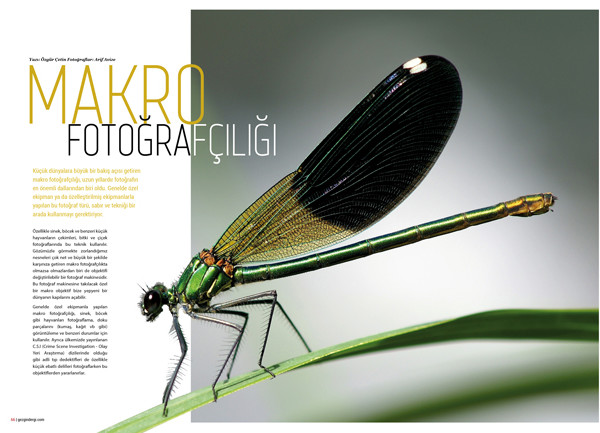 Yazı: Özgür Çetin Fotoğraflar: Arif Avize
MAKRO
FOTOĞRAFÇILIĞI
Küçük dünyalara büyük bir bakış açısı getiren
makro fotoğrafçılığı, uzun yıllardır fotoğrafın
en önemli dallarından biri oldu. Genelde özel
ekipman ya da özelleştirilmiş ekipmanlarla
yapılan bu fotoğraf türü, sabır ve tekniği bir
arada kullanmayı gerektiriyor.
Özellikle sinek, böcek ve benzeri küçük
hayvanların çekimleri, bitki ve çiçek
fotoğraflarında bu teknik kullanılır.
Gözümüzle görmekte zorlandığımız
nesneleri çok net ve büyük bir şekilde
karşımıza getiren makro fotoğrafçılıkta
olmazsa olmazlardan biri de objektifi
değiştirilebilir bir fotoğraf makinesidir.
Bu fotoğraf makinesine takılacak özel
bir makro objektif bize yepyeni bir
dünyanın kapılarını açabilir.
Genelde özel ekipmanla yapılan
makro fotoğrafçılığı, sinek, böcek
gibi hayvanları fotoğraflama, doku
parçalarını (kumaş, kağıt vb gibi)
görüntüleme ve benzeri durumlar için
kullanılır. Ayrıca ülkemizde yayınlanan
C.S.I (Crime Scene Investigation - Olay
Yeri Araştırma) dizilerinde olduğu
gibi adli tıp dedektifleri de özellikle
küçük ebatlı delilleri fotoğraflarken bu
objektiflerden yararlanırlar.
| gezgindergi.com